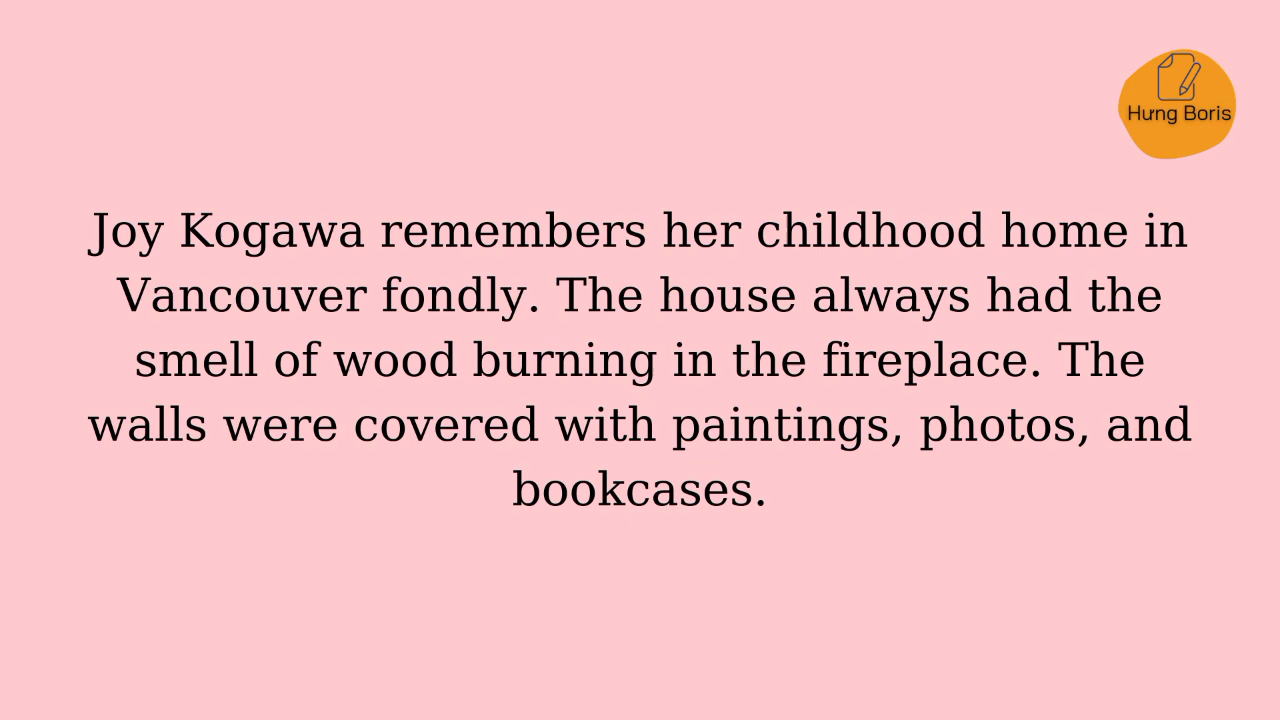 Hưng Boris
Joy Kogawa remembers her childhood home in
Vancouver fondly. The house always had the
smell of wood burning in the fireplace. The
walls were covered with paintings, photos, and
bookcases.